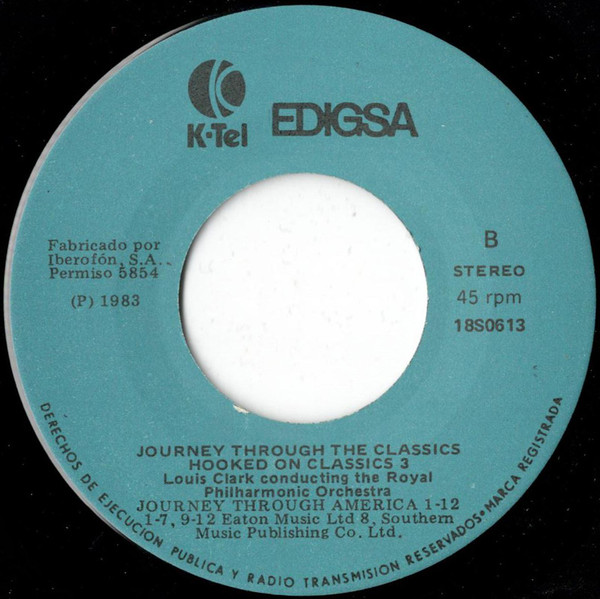 K-Tel EDIGSA
Fabricado por
Iberofón, S.A.
Permiso 5854
(P) 1983
B
STEREO
45 rpm
18S0613
JOURNEY THROUGH THE CLASSICS
HOOKED ON CLASSICS 3
Louis Clark conducting the Royal
Philharmonic Orchestra
JOURNEY THROUGH AMERICA 1-12
1-7, 9-12 Eaton Music Ltd 8, Southern
Music Publishing Co. Ltd.
DERECHOS DE EJECUCION PUBLICA Y RADIO TRANSMISION RESERVADOS•MARCA REGISTRADA